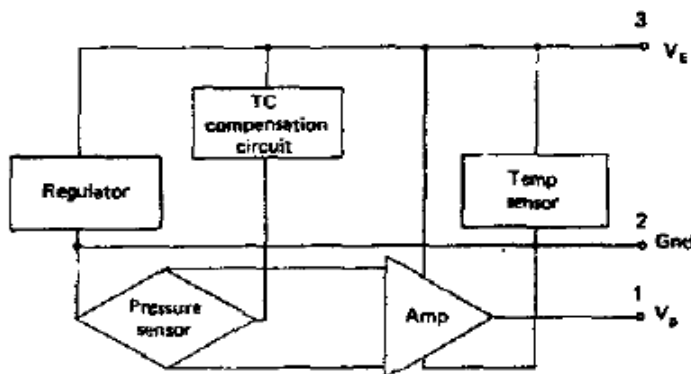 3
V_E
TC
compensation
circuit
Regulator
Temp
sensor
2
Gnd
Pressure
sensor
Amp
1
V_p